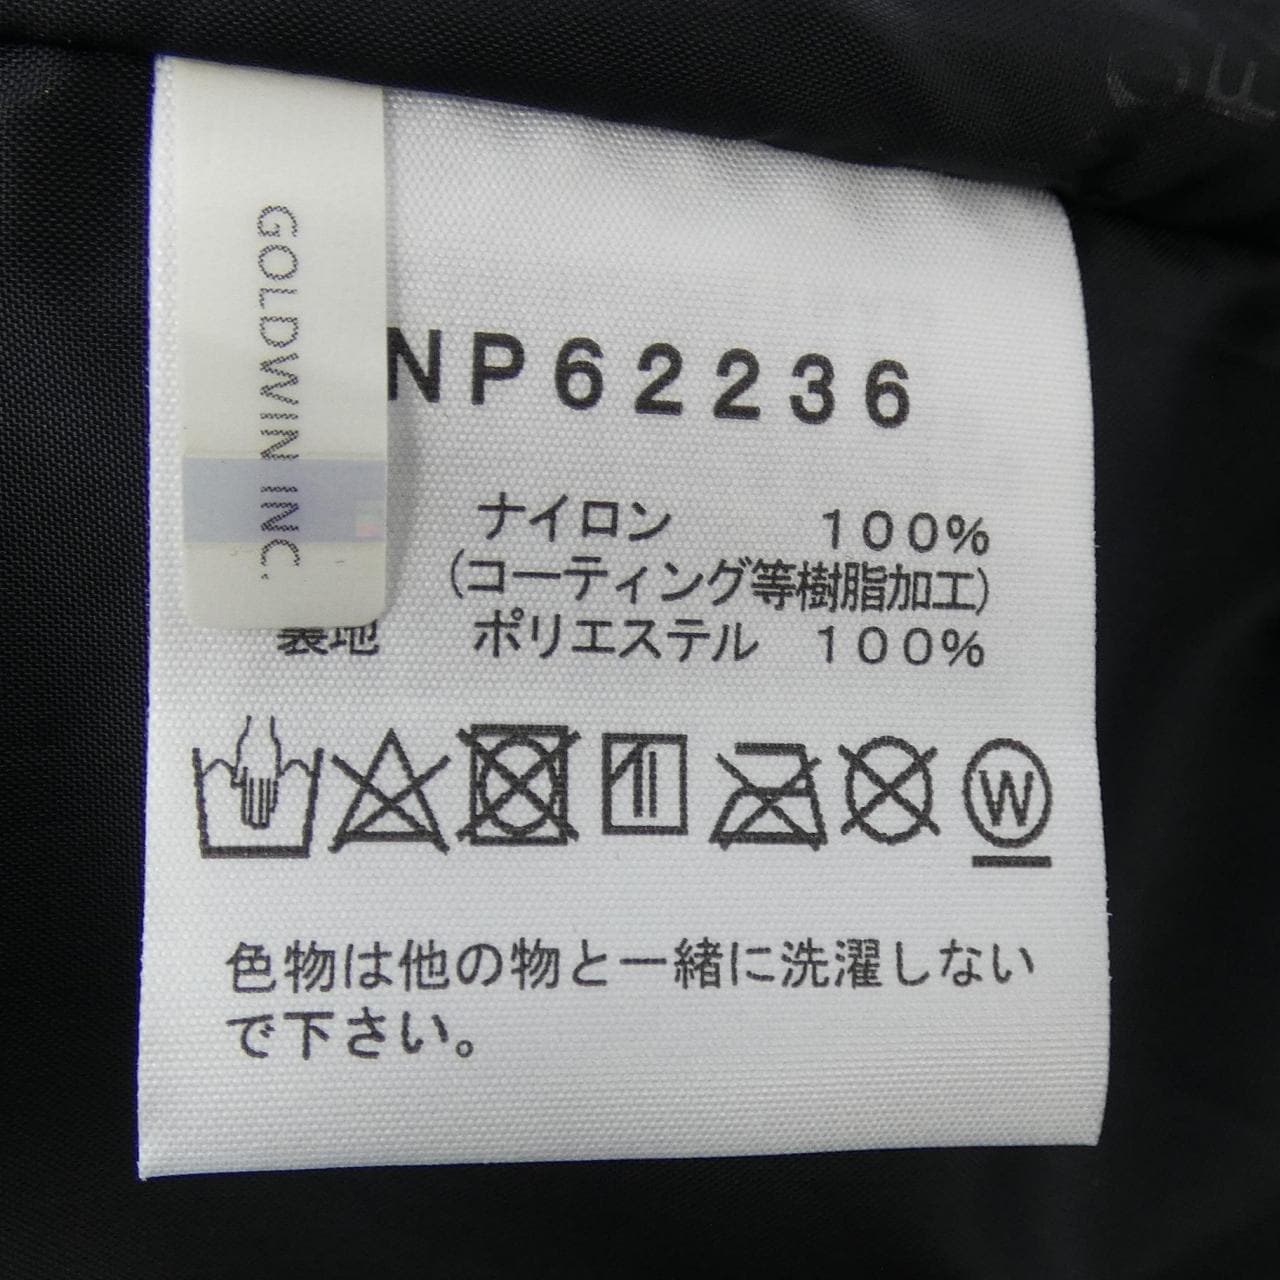 GOLDWIN INC.
NP62236
ナイロン 100%
(コーティング等樹脂加工)
裏地 ポリエステル 100%
W
色物は他の物と一緒に洗濯しない
で下さい。